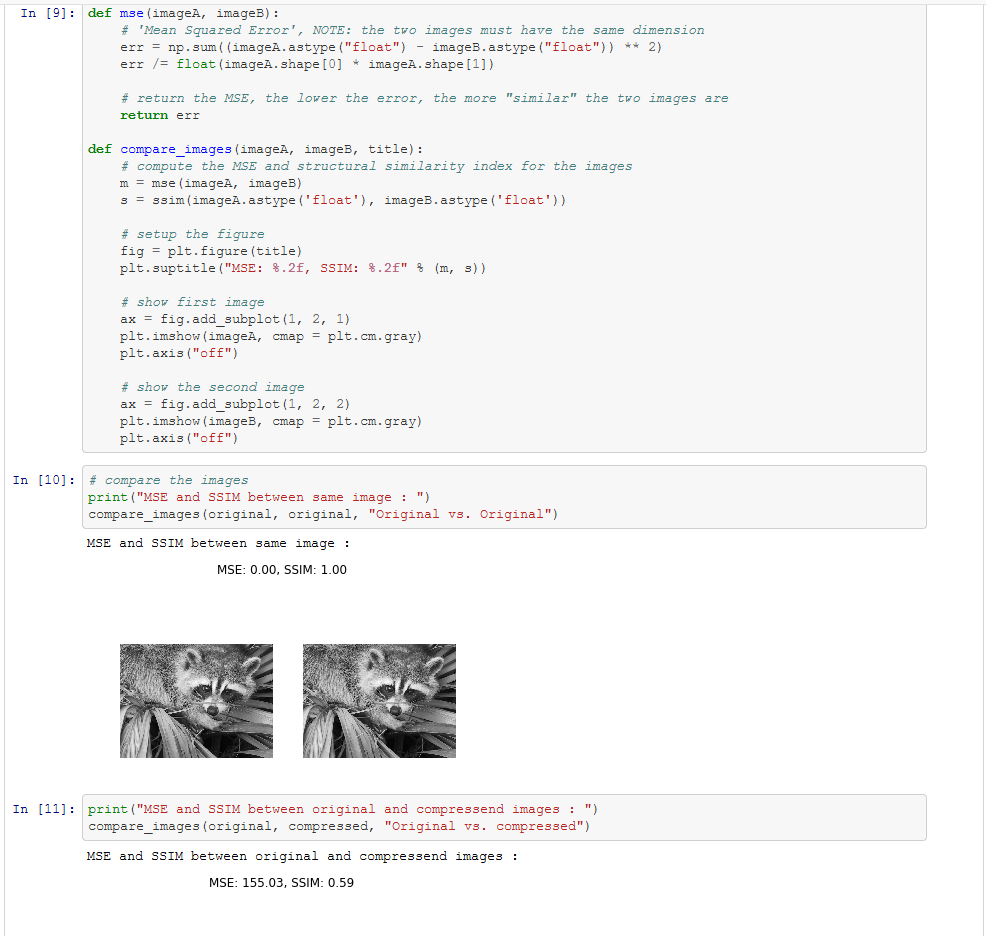 In [9]: def mse(imageA, imageB):
# 'Mean Squared Error', NOTE: the two images must have the same dimension
err = np.sum((imageA.astype("float") - imageB.astype("float")) ** 2)
err /= float(imageA.shape[0] * imageA.shape[1])
# return the MSE, the lower the error, the more "similar" the two images are
return err
def compare_images(imageA, imageB, title):
# compute the MSE and structural similarity index for the images
m = mse(imageA, imageB)
s = ssim(imageA.astype('float'), imageB.astype('float'))
# setup the figure
fig = plt.figure(title)
plt.suptitle("MSE: %.2f, SSIM: %.2f" % (m, s))
# show first image
ax = fig.add_subplot(1, 2, 1)
plt.imshow(imageA, cmap = plt.cm.gray)
plt.axis("off")
# show the second image
ax = fig.add_subplot(1, 2, 2)
plt.imshow(imageB, cmap = plt.cm.gray)
plt.axis("off")
In [10]: # compare the images
print("MSE and SSIM between same image : ")
compare_images(original, original, "Original vs. Original")
MSE and SSIM between same image :
MSE: 0.00, SSIM: 1.00
In [11]: print("MSE and SSIM between original and compressend images : ")
compare_images(original, compressed, "Original vs. compressed")
MSE and SSIM between original and compressend images :
MSE: 155.03, SSIM: 0.59